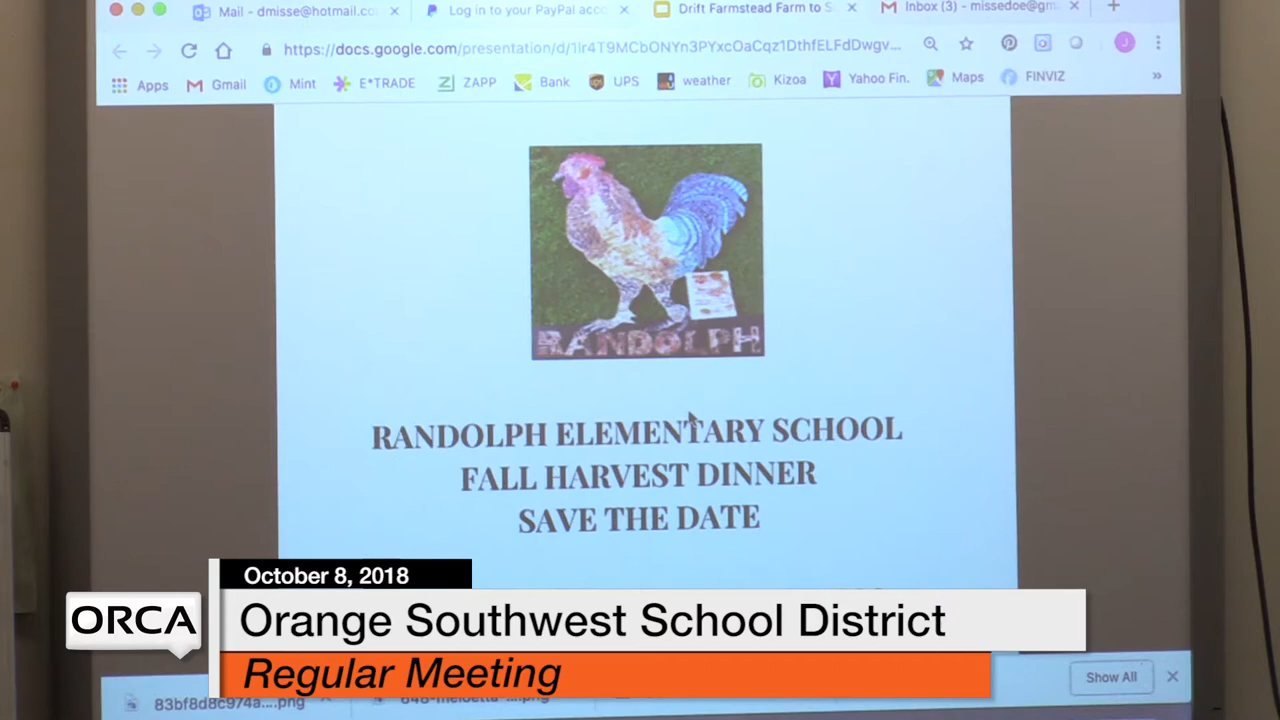 Mail - dmisse@hotmail.co
Log in to your PayPal acco
Drift Farmstead Farm to S
Inbox (3) - missedoe@gm
https://docs.google.com/presentation/d/1lr4T9MCbONYn3PYxcOaCqz1DthfELFdDwgv...
Apps Gmail Mint E*TRADE ZAPP Bank UPS weather Kizoa Yahoo Fin. Maps FINVIZ
RANDOLPH
RANDOLPH ELEMENTARY SCHOOL
FALL HARVEST DINNER
SAVE THE DATE
October 8, 2018
ORCA
Orange Southwest School District
Regular Meeting
Show All
83bf8d8c974a....png